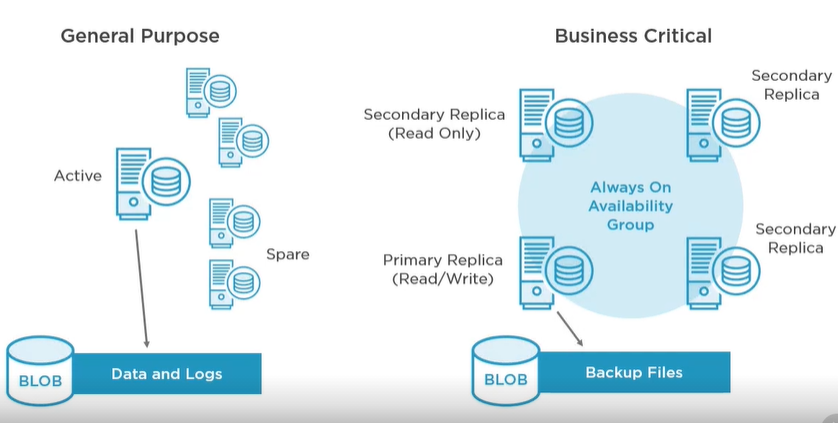 General Purpose
Active
Spare
BLOB
Data and Logs
Business Critical
Secondary Replica
(Read Only)
Secondary
Replica
Always On
Availability
Group
Primary Replica
(Read/Write)
Secondary
Replica
BLOB
Backup Files